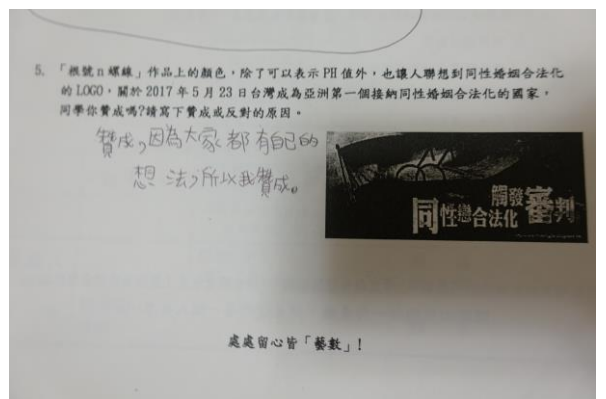 5. 「根號n螺線」作品上的顏色，除了可以表示PH值外，也讓人聯想到同性婚姻合法化
的LOGO，關於2017年5月23日台灣成為亞洲第一個接納同性婚姻合法化的國家，
同學你贊成嗎?請寫下贊成或反對的原因。
贊成，因為大家都有自己的
想法，所以我贊成。
觸發審判
同性戀合法化
處處留心皆「藝數」!